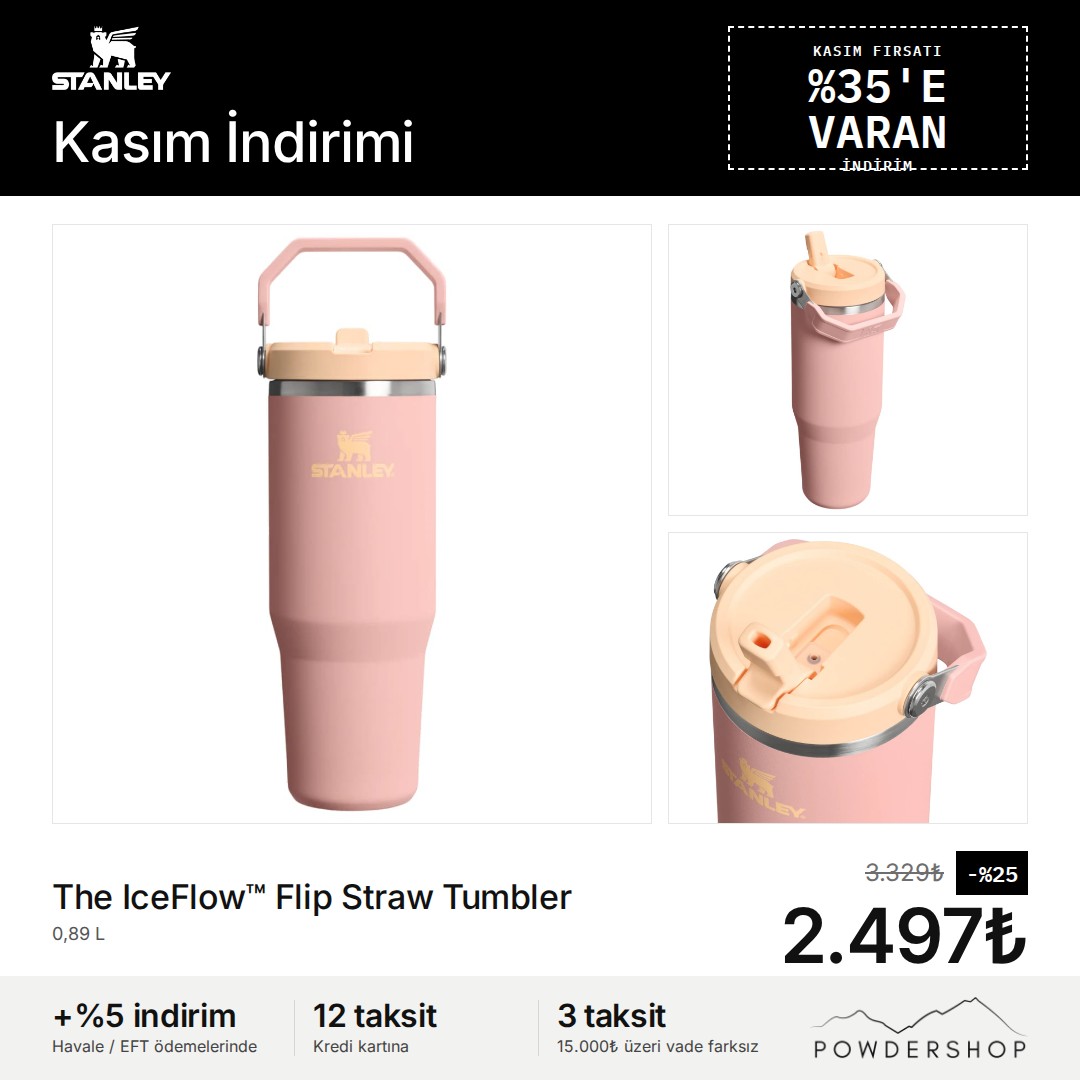 STANLEY
Kasım İndirimi
KASIM FIRSATI
%35'E
VARAN
İNDİRİM
STANLEY
STANLEY
The IceFlow™ Flip Straw Tumbler
0,89 L
3.329₺
-%25
2.497₺
+%5 indirim
Havale / EFT ödemelerinde
12 taksit
Kredi kartına
3 taksit
15.000₺ üzeri vade farksız
POWDERSHOP